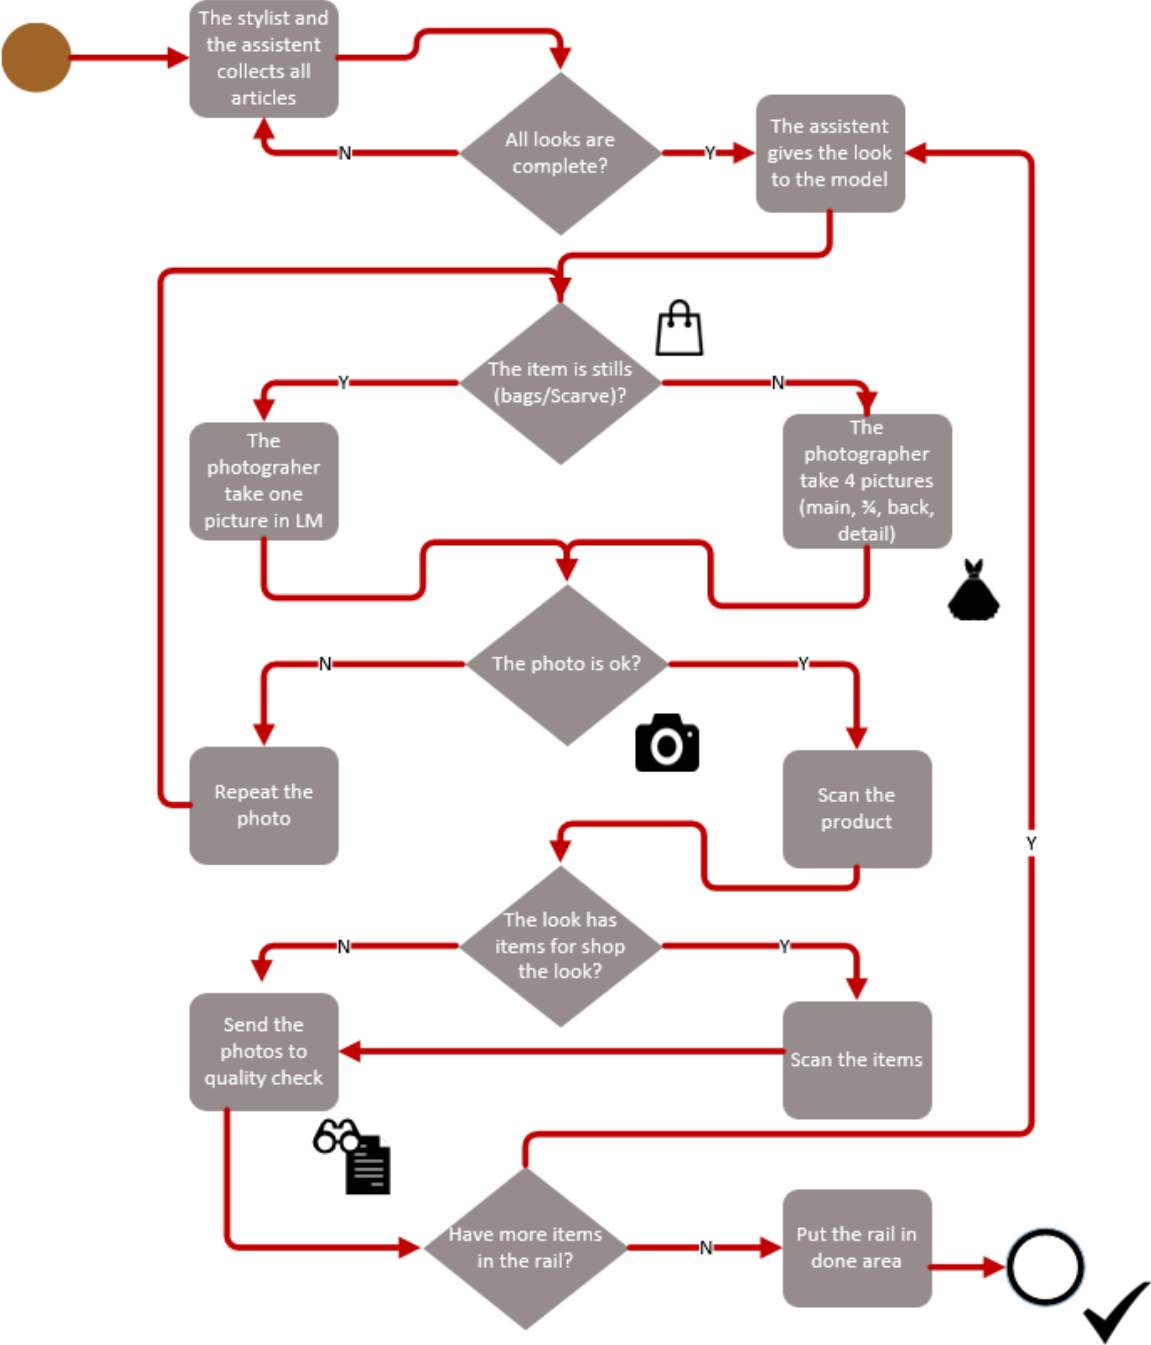 The stylist and
the assistent
collects all
articles
All looks are
complete?
N
Y
The assistent
gives the look
to the model
The item is stills
(bags/Scarve)?
Y
N
The
photograher
take one
picture in LM
The
photographer
take 4 pictures
(main, ¾, back,
detail)
The photo is ok?
N
Y
Repeat the
photo
Scan the
product
Y
The look has
items for shop
the look?
N
Y
Send the
photos to
quality check
Scan the items
Have more items
in the rail?
N
Put the rail in
done area